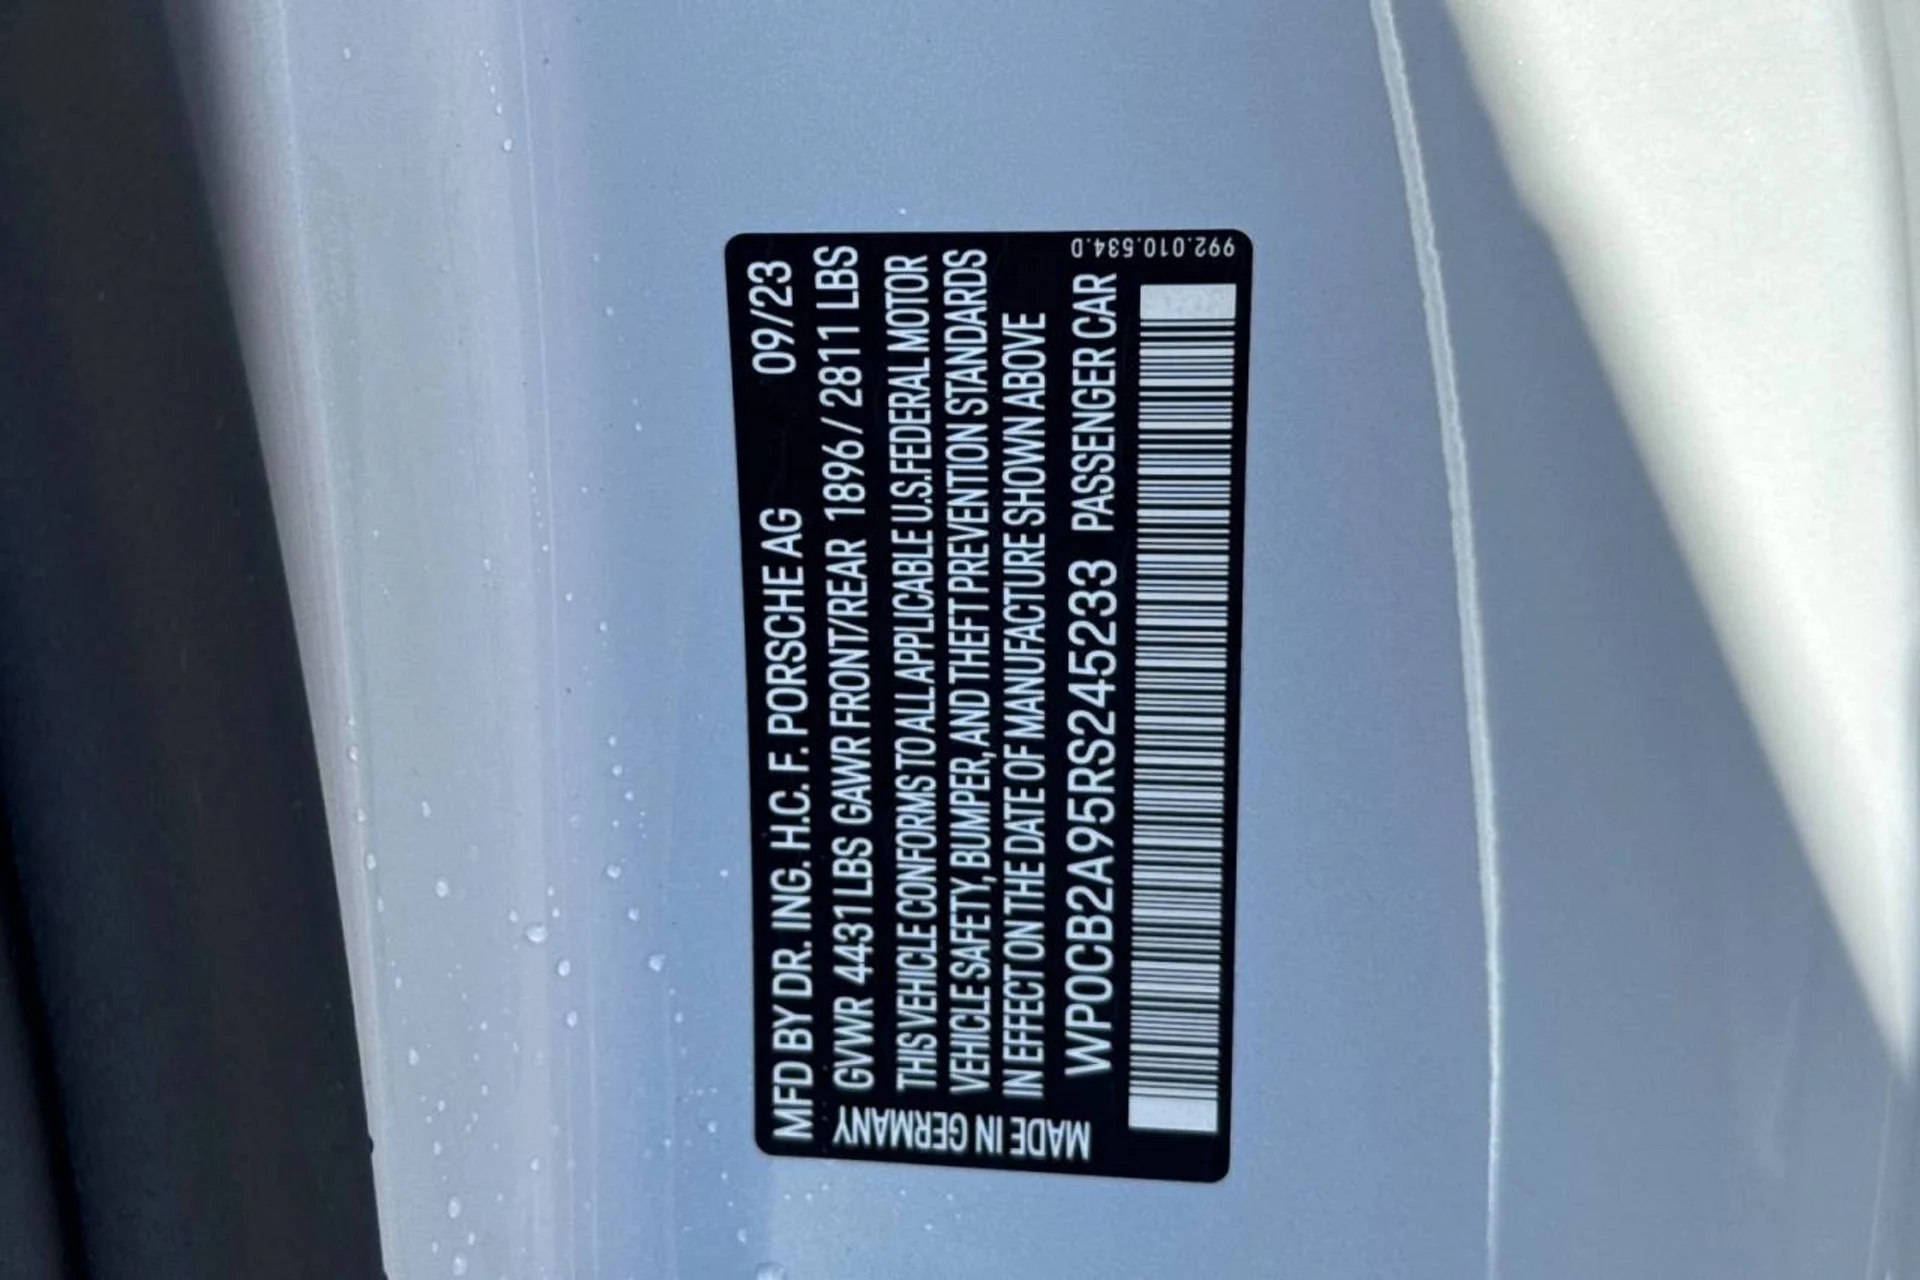 MFD BY DR. ING. H.C. F. PORSCHE AG 09/23
GVWR 4431 LBS GAWR FRONT/REAR 1896 / 2811 LBS
THIS VEHICLE CONFORMS TO ALL APPLICABLE U.S. FEDERAL MOTOR
VEHICLE SAFETY, BUMPER, AND THEFT PREVENTION STANDARDS
IN EFFECT ON THE DATE OF MANUFACTURE SHOWN ABOVE
WP0CB2A95RS245233 PASSENGER CAR
MADE IN GERMANY
992.010.534.D